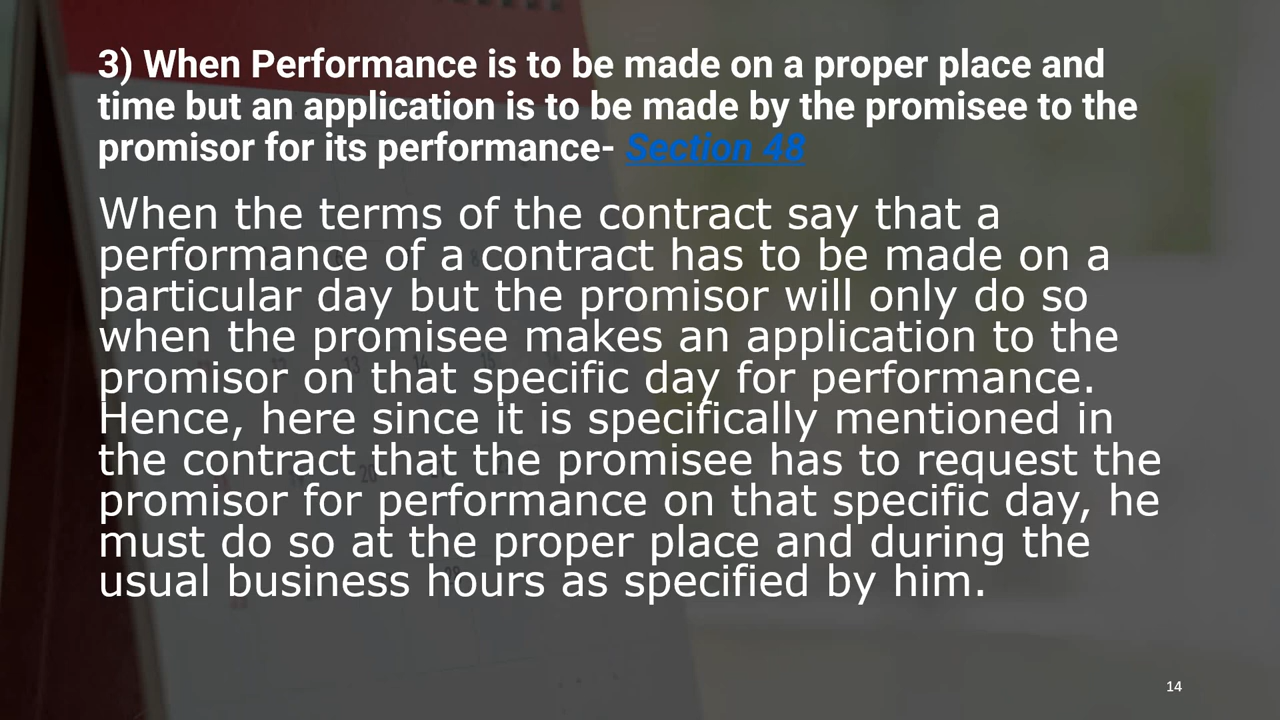 3) When Performance is to be made on a proper place and
time but an application is to be made by the promisee to the
promisor for its performance- Section 48
When the terms of the contract say that a
performance of a contract has to be made on a
particular day but the promisor will only do so
when the promisee makes an application to the
promisor on that specific day for performance.
Hence, here since it is specifically mentioned in
the contract that the promisee has to request the
promisor for performance on that specific day, he
must do so at the proper place and during the
usual business hours as specified by him.
14